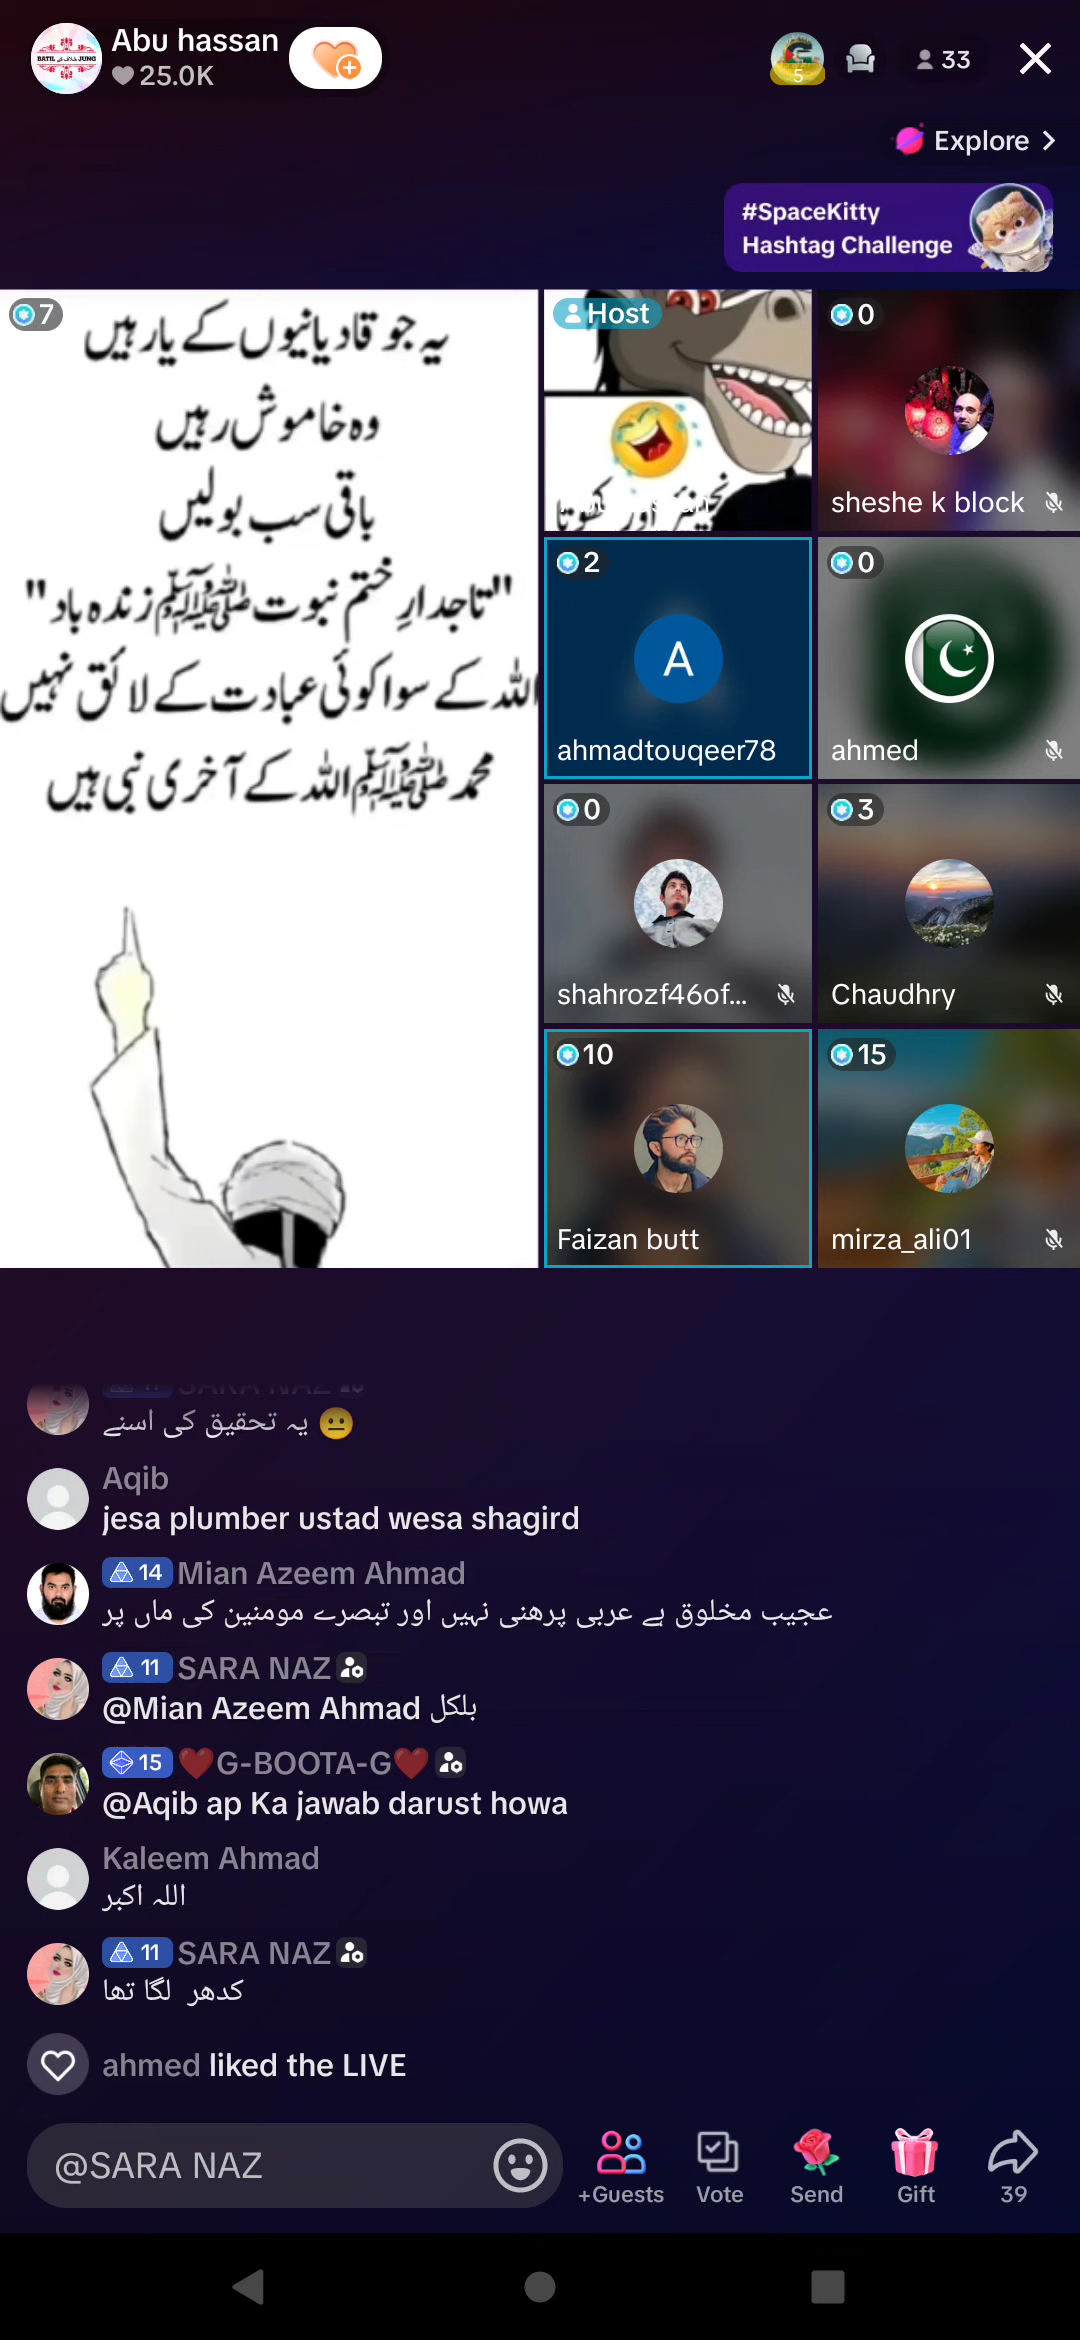 Abu hassan
25.0K
5
33
Explore
#SpaceKitty
Hashtag Challenge
7
یہ جو قادیانیوں کے یار ہیں
وہ خاموش رہیں
باقی سب بولیں
"تاجدارِ ختم نبوت ﷺ زندہ باد"
اللہ کے سوا کوئی عبادت کے لائق نہیں
محمد ﷺ اللہ کے آخری نبی ہیں
Host
0
sheshe k block
2
ahmadtouqeer78
0
ahmed
0
shahrozf46of...
3
Chaudhry
10
Faizan butt
15
mirza_ali01
SARA NAZ
یہ تحقیق کی اسنے 😐
Aqib
jesa plumber ustad wesa shagird
14 Mian Azeem Ahmad
عجیب مخلوق ہے عربی پرھنی نہیں اور تبصرے مومنین کی ماں پر
11 SARA NAZ
@Mian Azeem Ahmad بلکل
15 ❤️G-BOOTA-G❤️
@Aqib ap Ka jawab darust howa
Kaleem Ahmad
اللہ اکبر
11 SARA NAZ
کدھر لگا تھا
ahmed liked the LIVE
@SARA NAZ
+Guests
Vote
Send
Gift
39